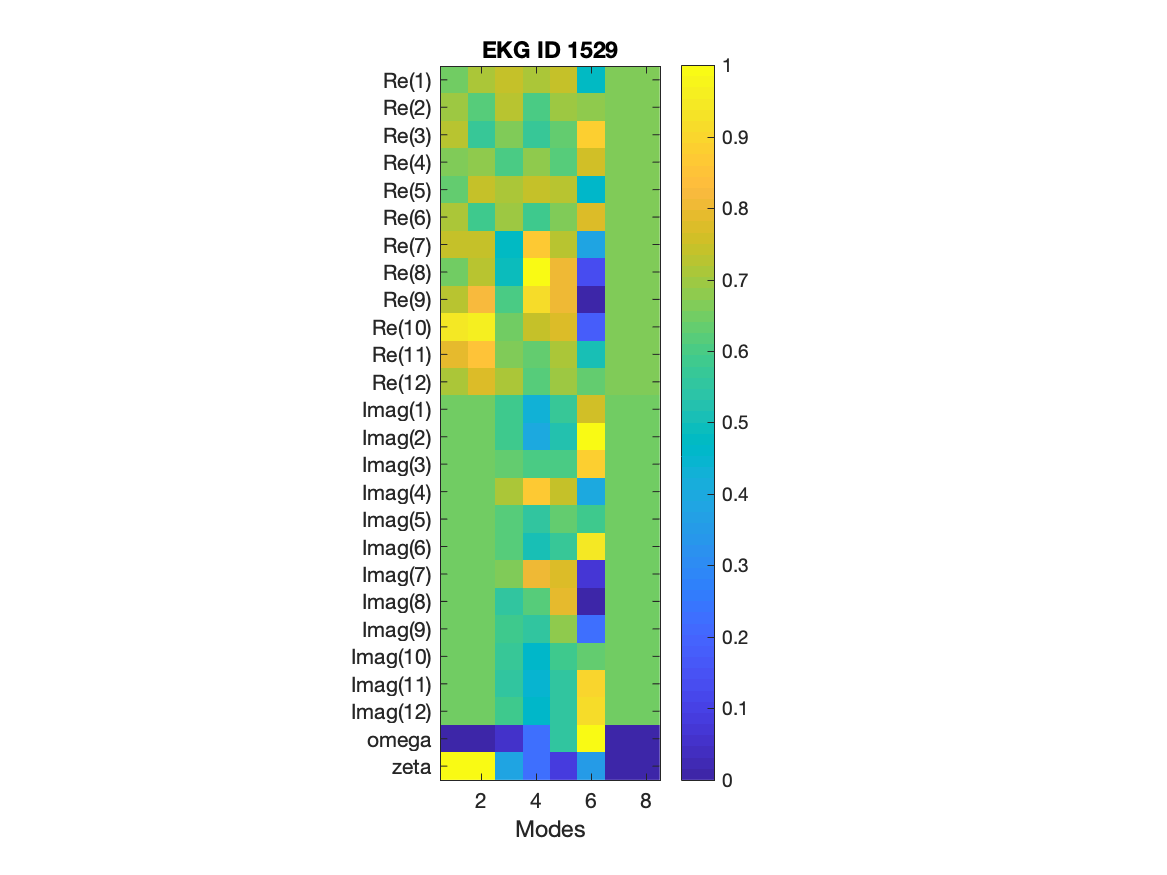 EKG ID 1529
Re(1)
Re(2)
Re(3)
Re(4)
Re(5)
Re(6)
Re(7)
Re(8)
Re(9)
Re(10)
Re(11)
Re(12)
Imag(1)
Imag(2)
Imag(3)
Imag(4)
Imag(5)
Imag(6)
Imag(7)
Imag(8)
Imag(9)
Imag(10)
Imag(11)
Imag(12)
omega
zeta
2 4 6 8
Modes
1
0.9
0.8
0.7
0.6
0.5
0.4
0.3
0.2
0.1
0